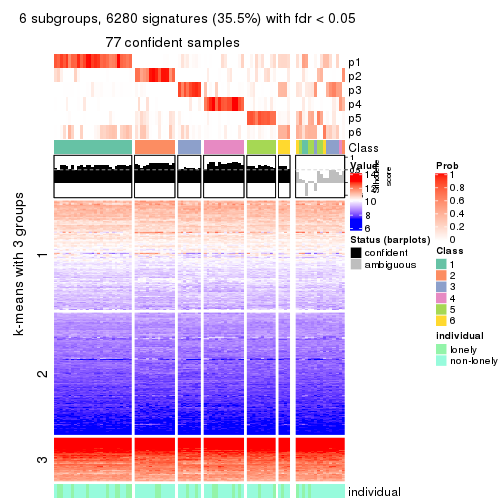 6 subgroups, 6280 signatures (35.5%) with fdr < 0.05
77 confident samples
p1
p2
p3
p4
p5
p6
Class
1
Silhouette
score
k-means with 3 groups
1
2
3
individual
Value
14
12
10
8
6
Status (barplots)
confident
ambiguous
Prob
1
0.8
0.6
0.4
0.2
0
Class
1
2
3
4
5
6
individual
lonely
non-lonely